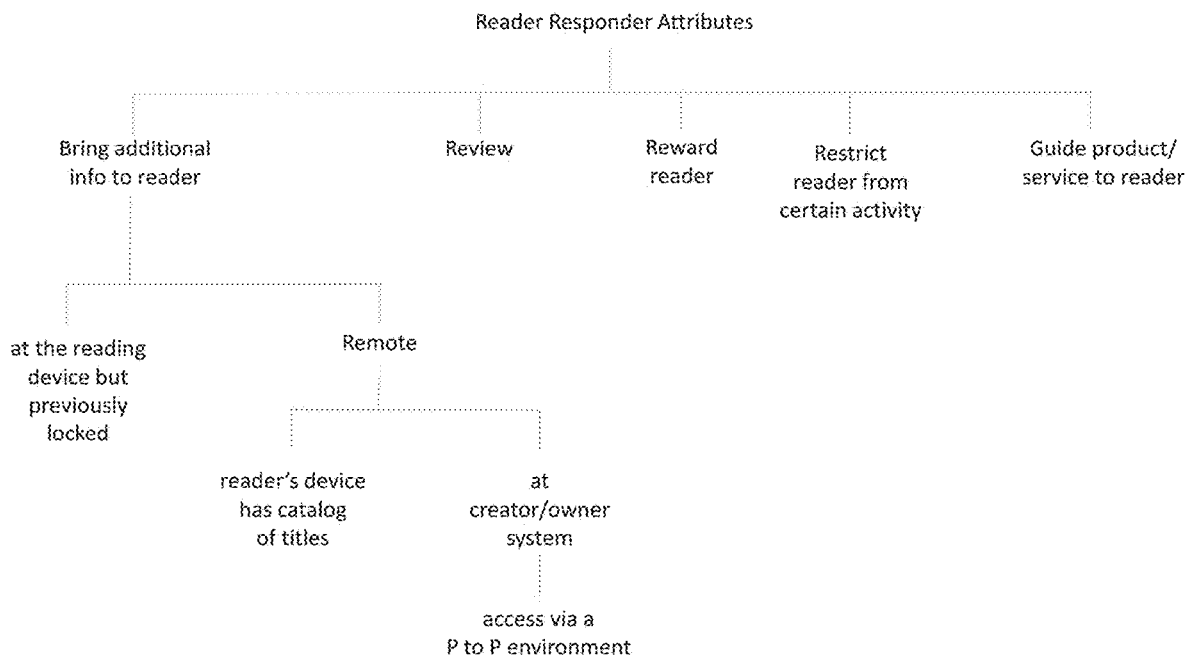 Reader Responder Attributes
Bring additional
info to reader
Review
Reward
reader
Restrict
reader from
certain activity
Guide product/
service to reader
at the reading
device but
previously
locked
Remote
reader's device
has catalog
of titles
at
creator/owner
system
access via a
P to P environment